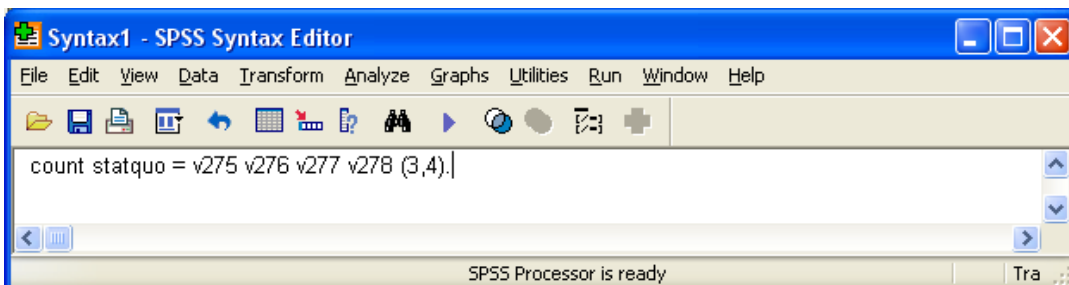 Syntax1 - SPSS Syntax Editor
File Edit View Data Transform Analyze Graphs Utilities Run Window Help
count statquo = v275 v276 v277 v278 (3,4).
SPSS Processor is ready Tra